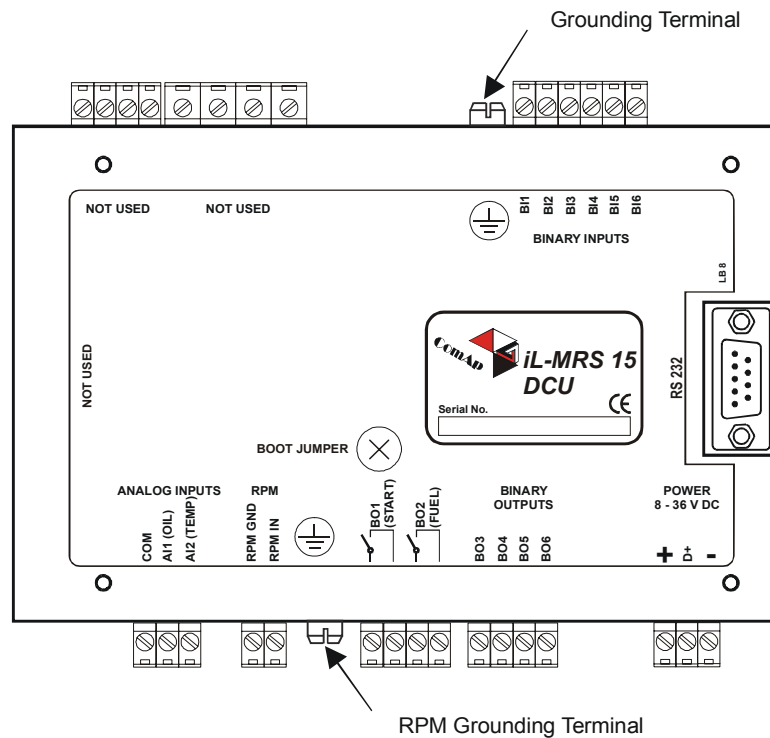 Grounding Terminal
NOT USED
NOT USED
BI1
BI2
BI3
BI4
BI5
BI6
BINARY INPUTS
LB 8
NOT USED
ComAp
iL-MRS 15
DCU
Serial No.
CE
RS 232
BOOT JUMPER
ANALOG INPUTS
RPM
BINARY
OUTPUTS
POWER
8 - 36 V DC
COM
AI1 (OIL)
AI2 (TEMP)
RPM GND
RPM IN
BO1
(START)
BO2
(FUEL)
BO3
BO4
BO5
BO6
+
D+
-
RPM Grounding Terminal